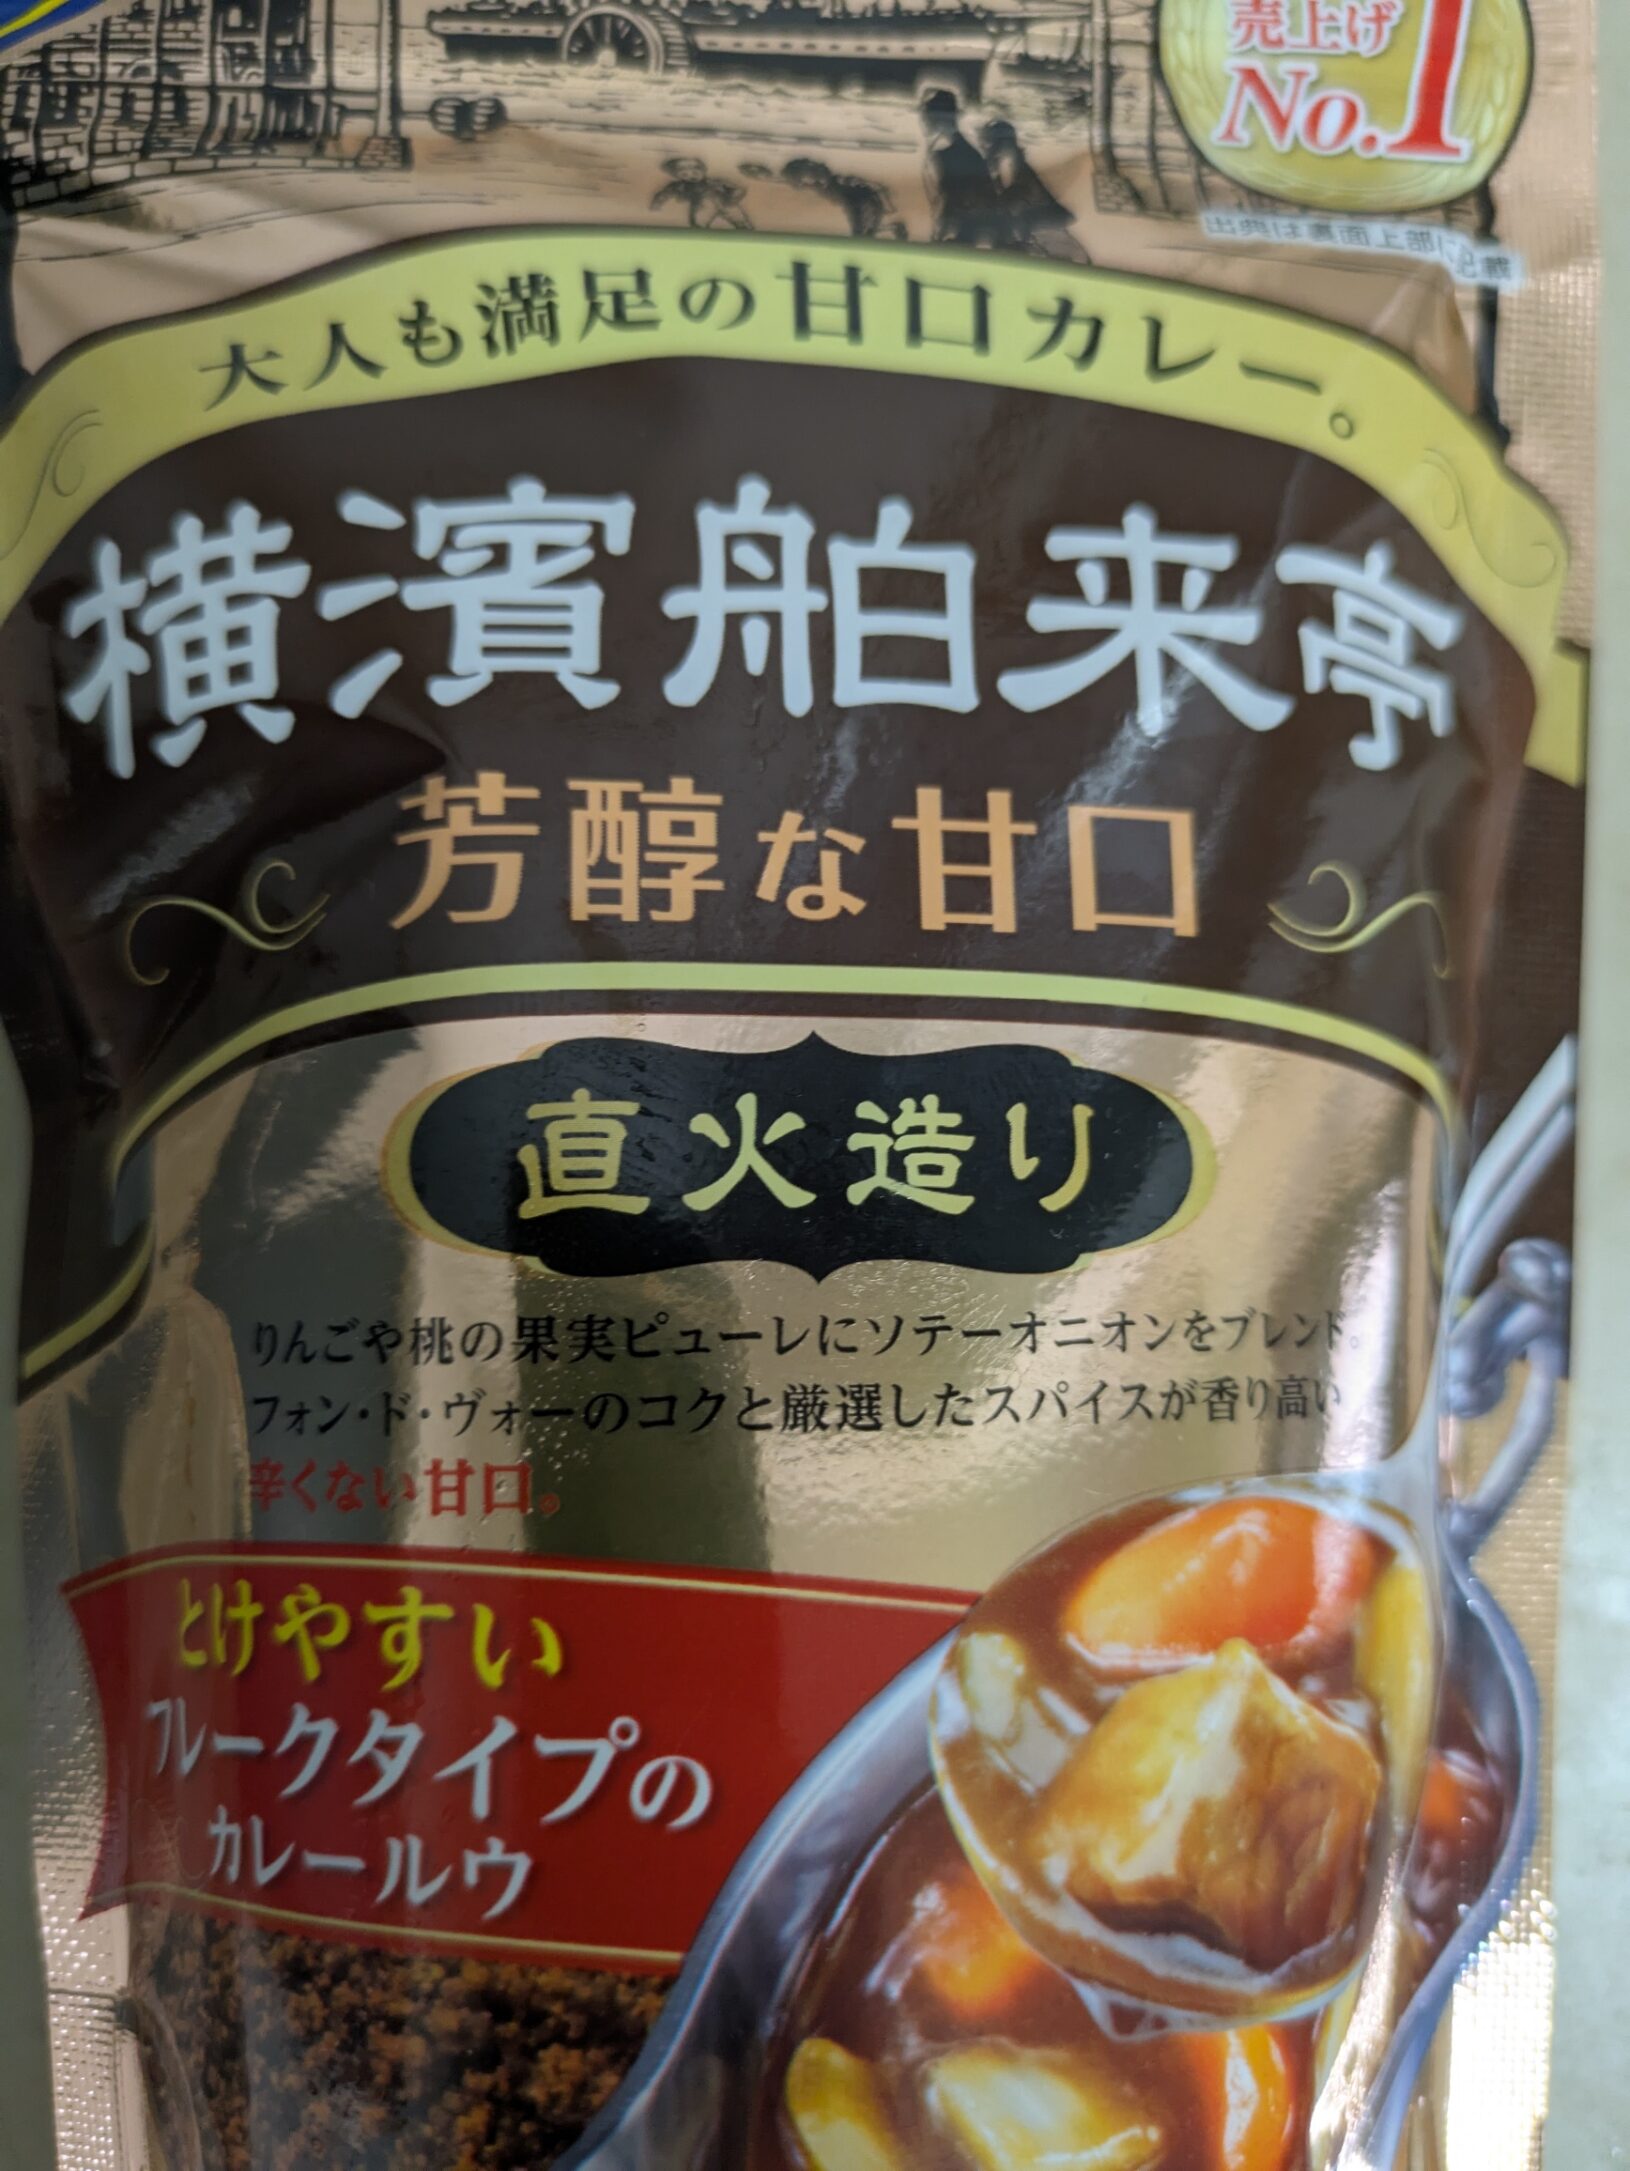 売上げ
No.1
出典は裏面上部に記載
大人も満足の甘口カレー。
横濱舶来亭
芳醇な甘口
直火造り
りんごや桃の果実ピューレにソテーオニオンをブレンド。
フォン・ド・ヴォーのコクと厳選したスパイスが香り高い
辛くない甘口。
とけやすい
フレークタイプの
カレールウ